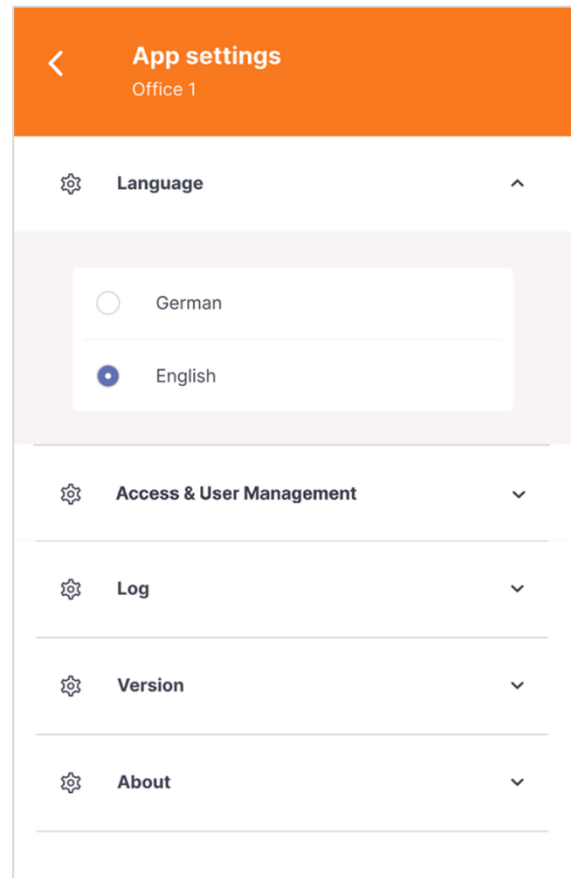 App settings
Office 1
Language
German
English
Access & User Management
Log
Version
About